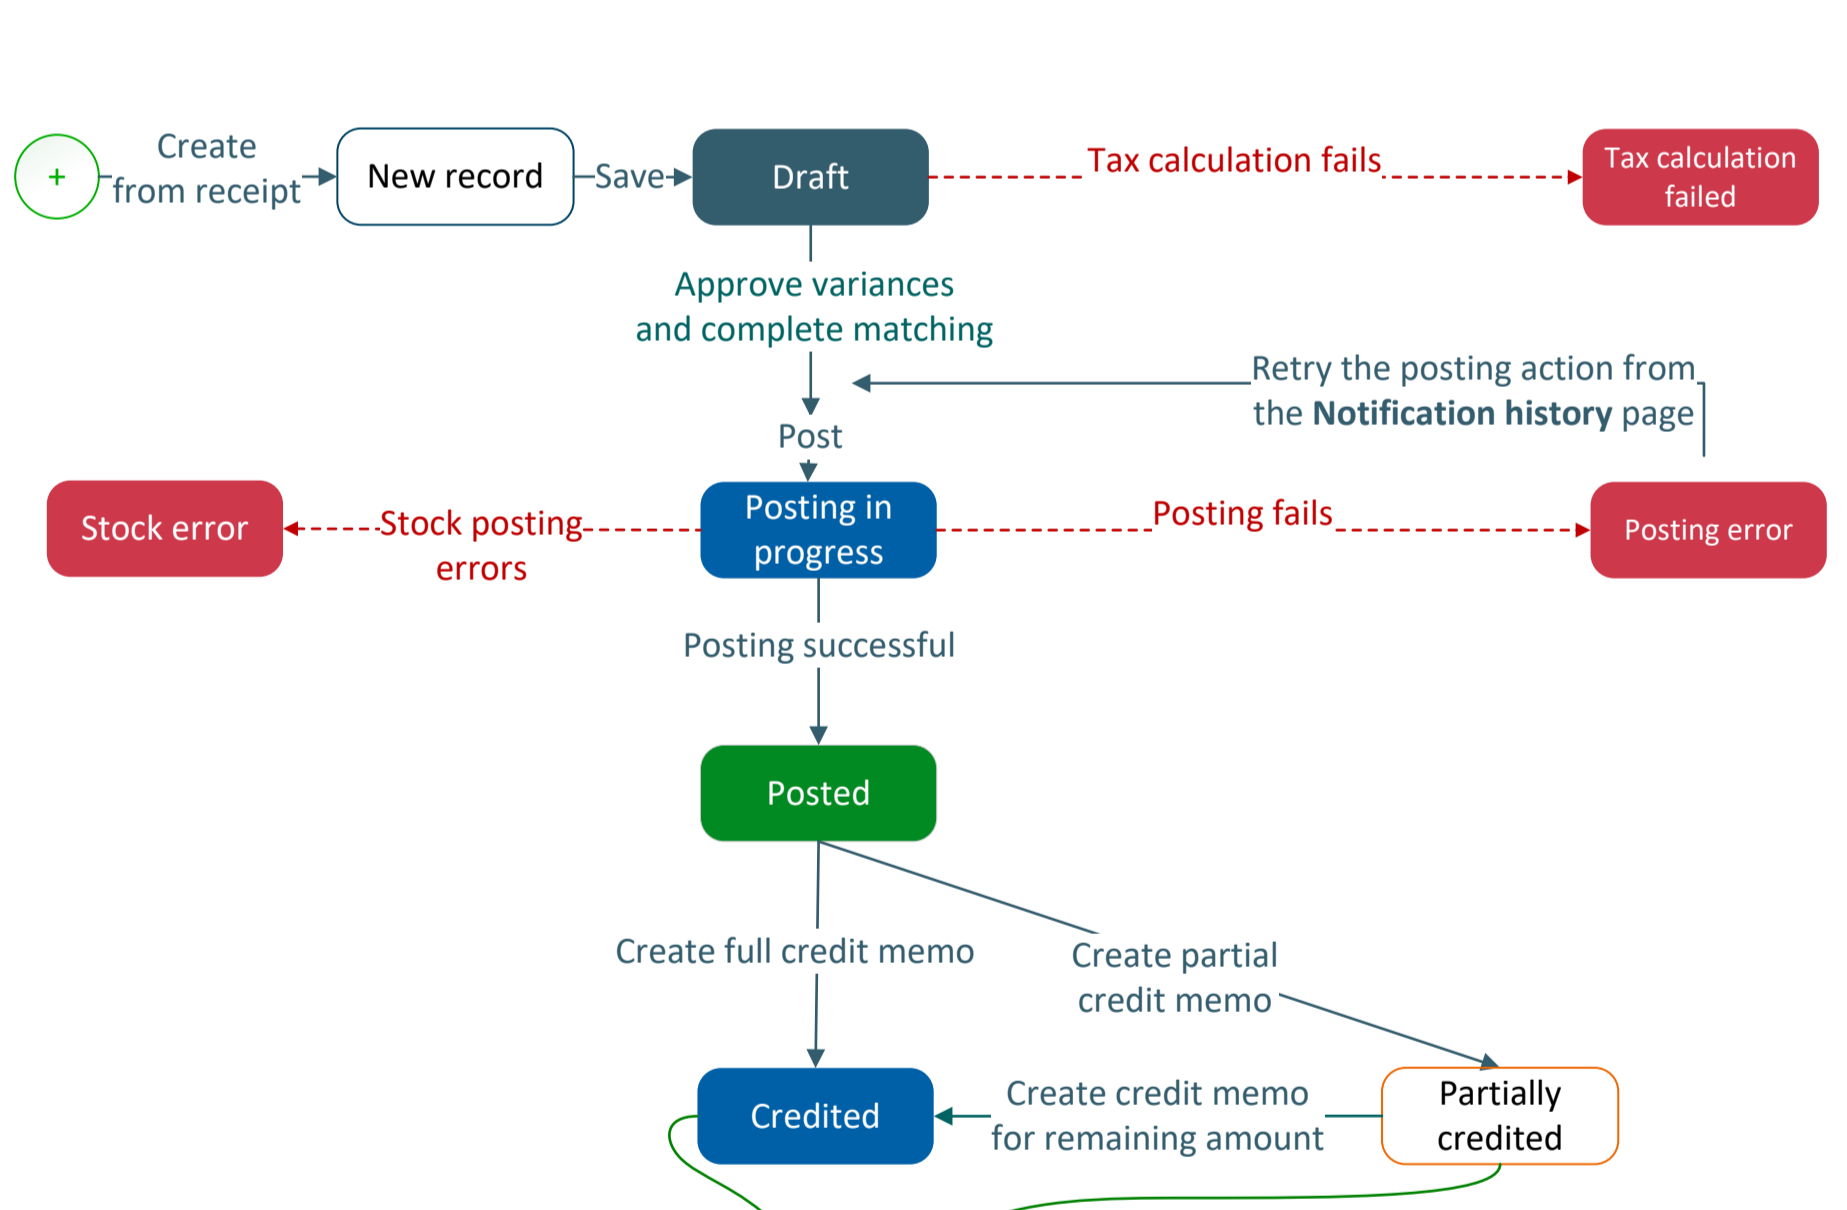 +
Create
from receipt
New record
Save
Draft
Tax calculation fails
Tax calculation
failed
Approve variances
and complete matching
Retry the posting action from
the Notification history page
Post
Stock error
Stock posting
errors
Posting in
progress
Posting fails
Posting error
Posting successful
Posted
Create full credit memo
Create partial
credit memo
Credited
Create credit memo
for remaining amount
Partially
credited